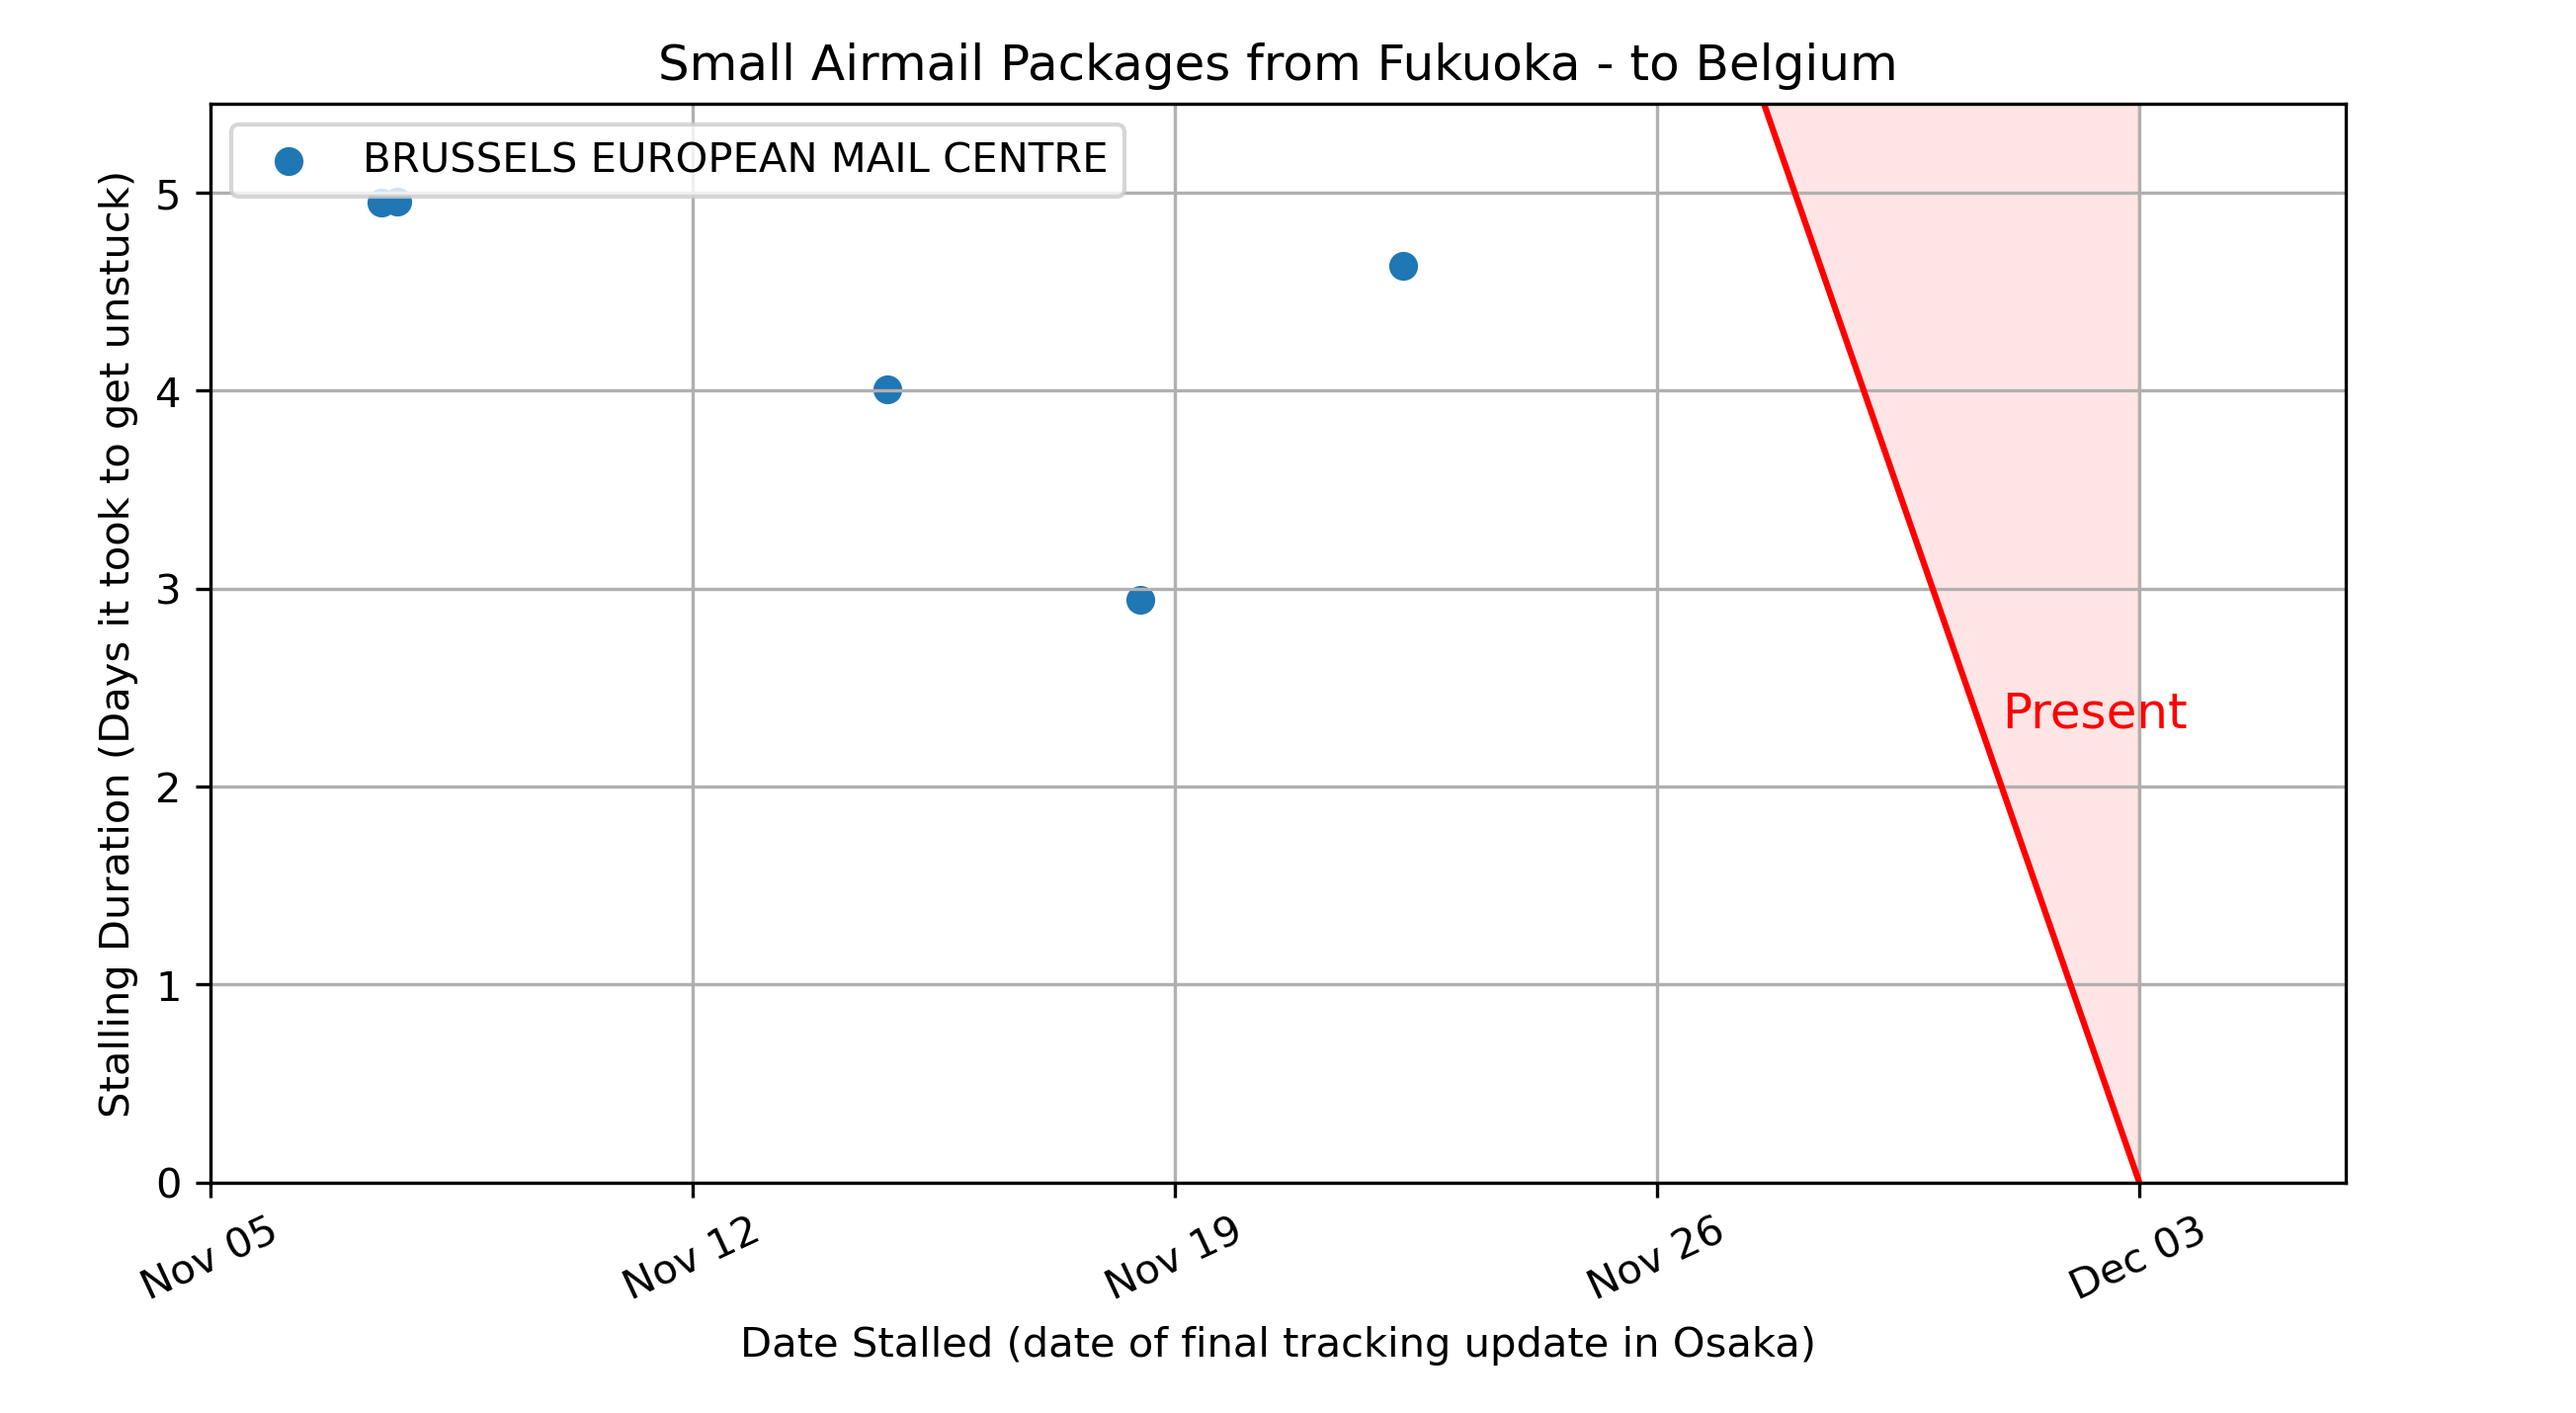 Small Airmail Packages from Fukuoka - to Belgium
BRUSSELS EUROPEAN MAIL CENTRE
Stalling Duration (Days it took to get unstuck)
5
4
3
2
1
0
Present
Nov 05
Nov 12
Nov 19
Nov 26
Dec 03
Date Stalled (date of final tracking update in Osaka)